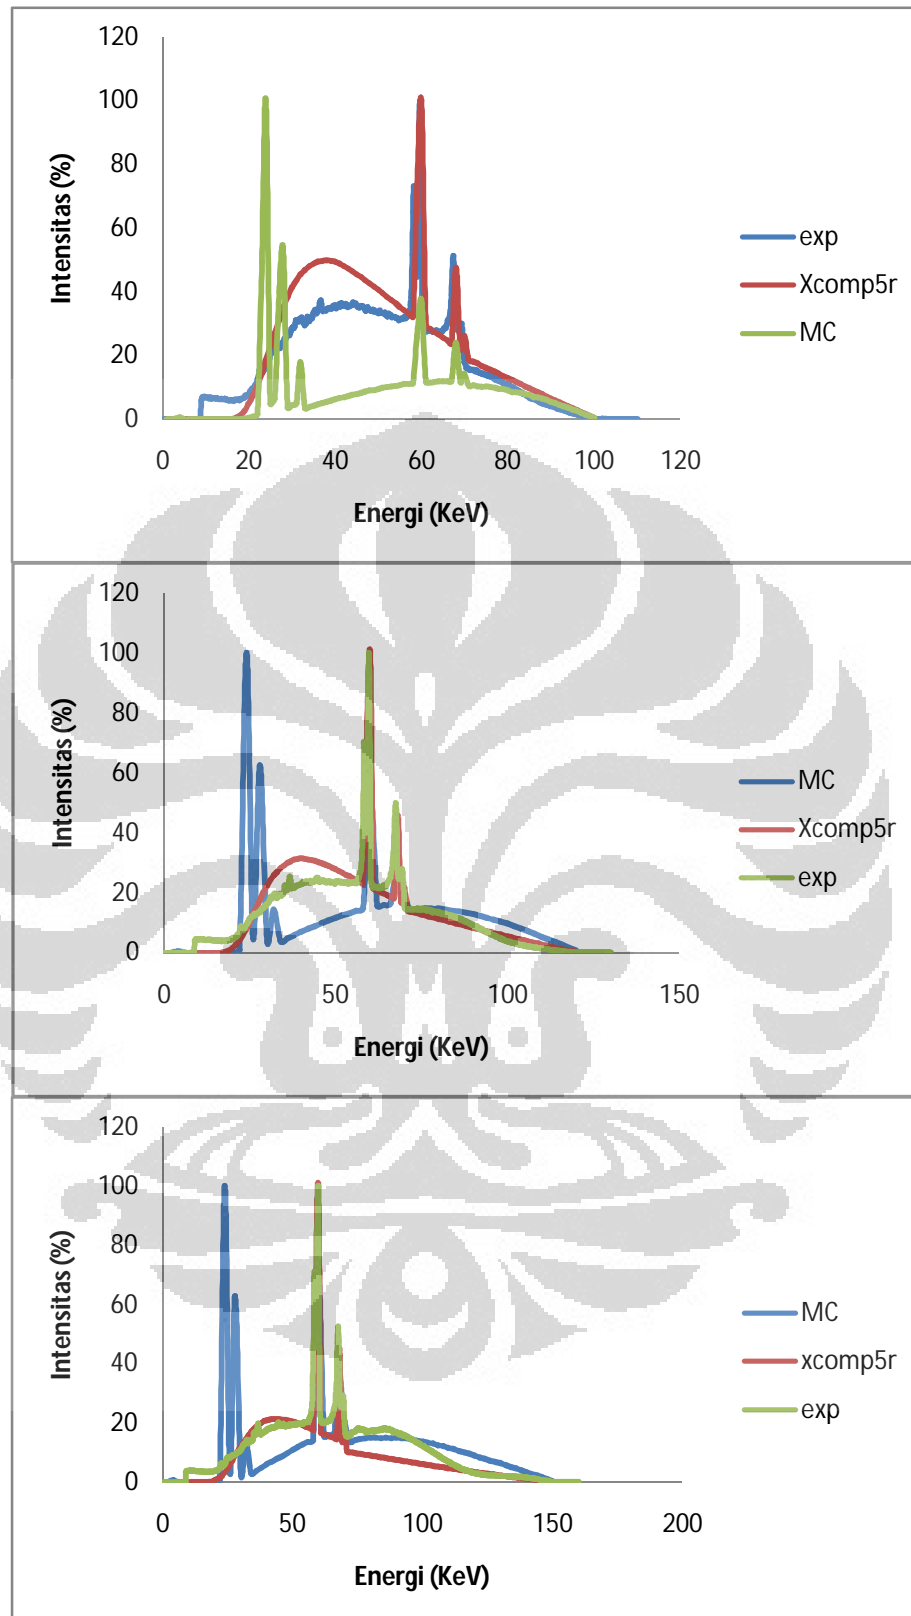 120
100
80
60
40
20
0
Intensitas (%)
0 20 40 60 80 100 120
Energi (KeV)
exp
Xcomp5r
MC
120
100
80
60
40
20
0
Intensitas (%)
0 50 100 150
Energi (KeV)
MC
Xcomp5r
exp
120
100
80
60
40
20
0
Intensitas (%)
0 50 100 150 200
Energi (KeV)
MC
xcomp5r
exp